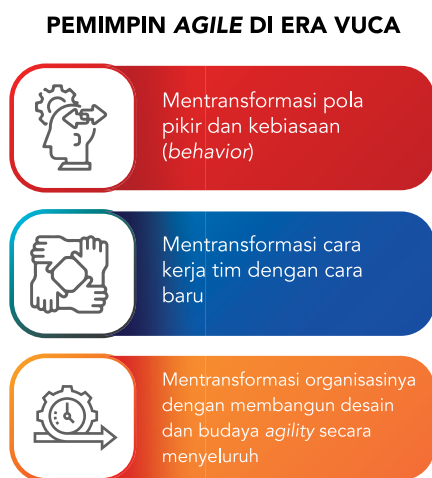 PEMIMPIN AGILE DI ERA VUCA
Mentransformasi pola
pikir dan kebiasaan
(behavior)
Mentransformasi cara
kerja tim dengan cara
baru
Mentransformasi organisasinya
dengan membangun desain
dan budaya agility secara
menyeluruh